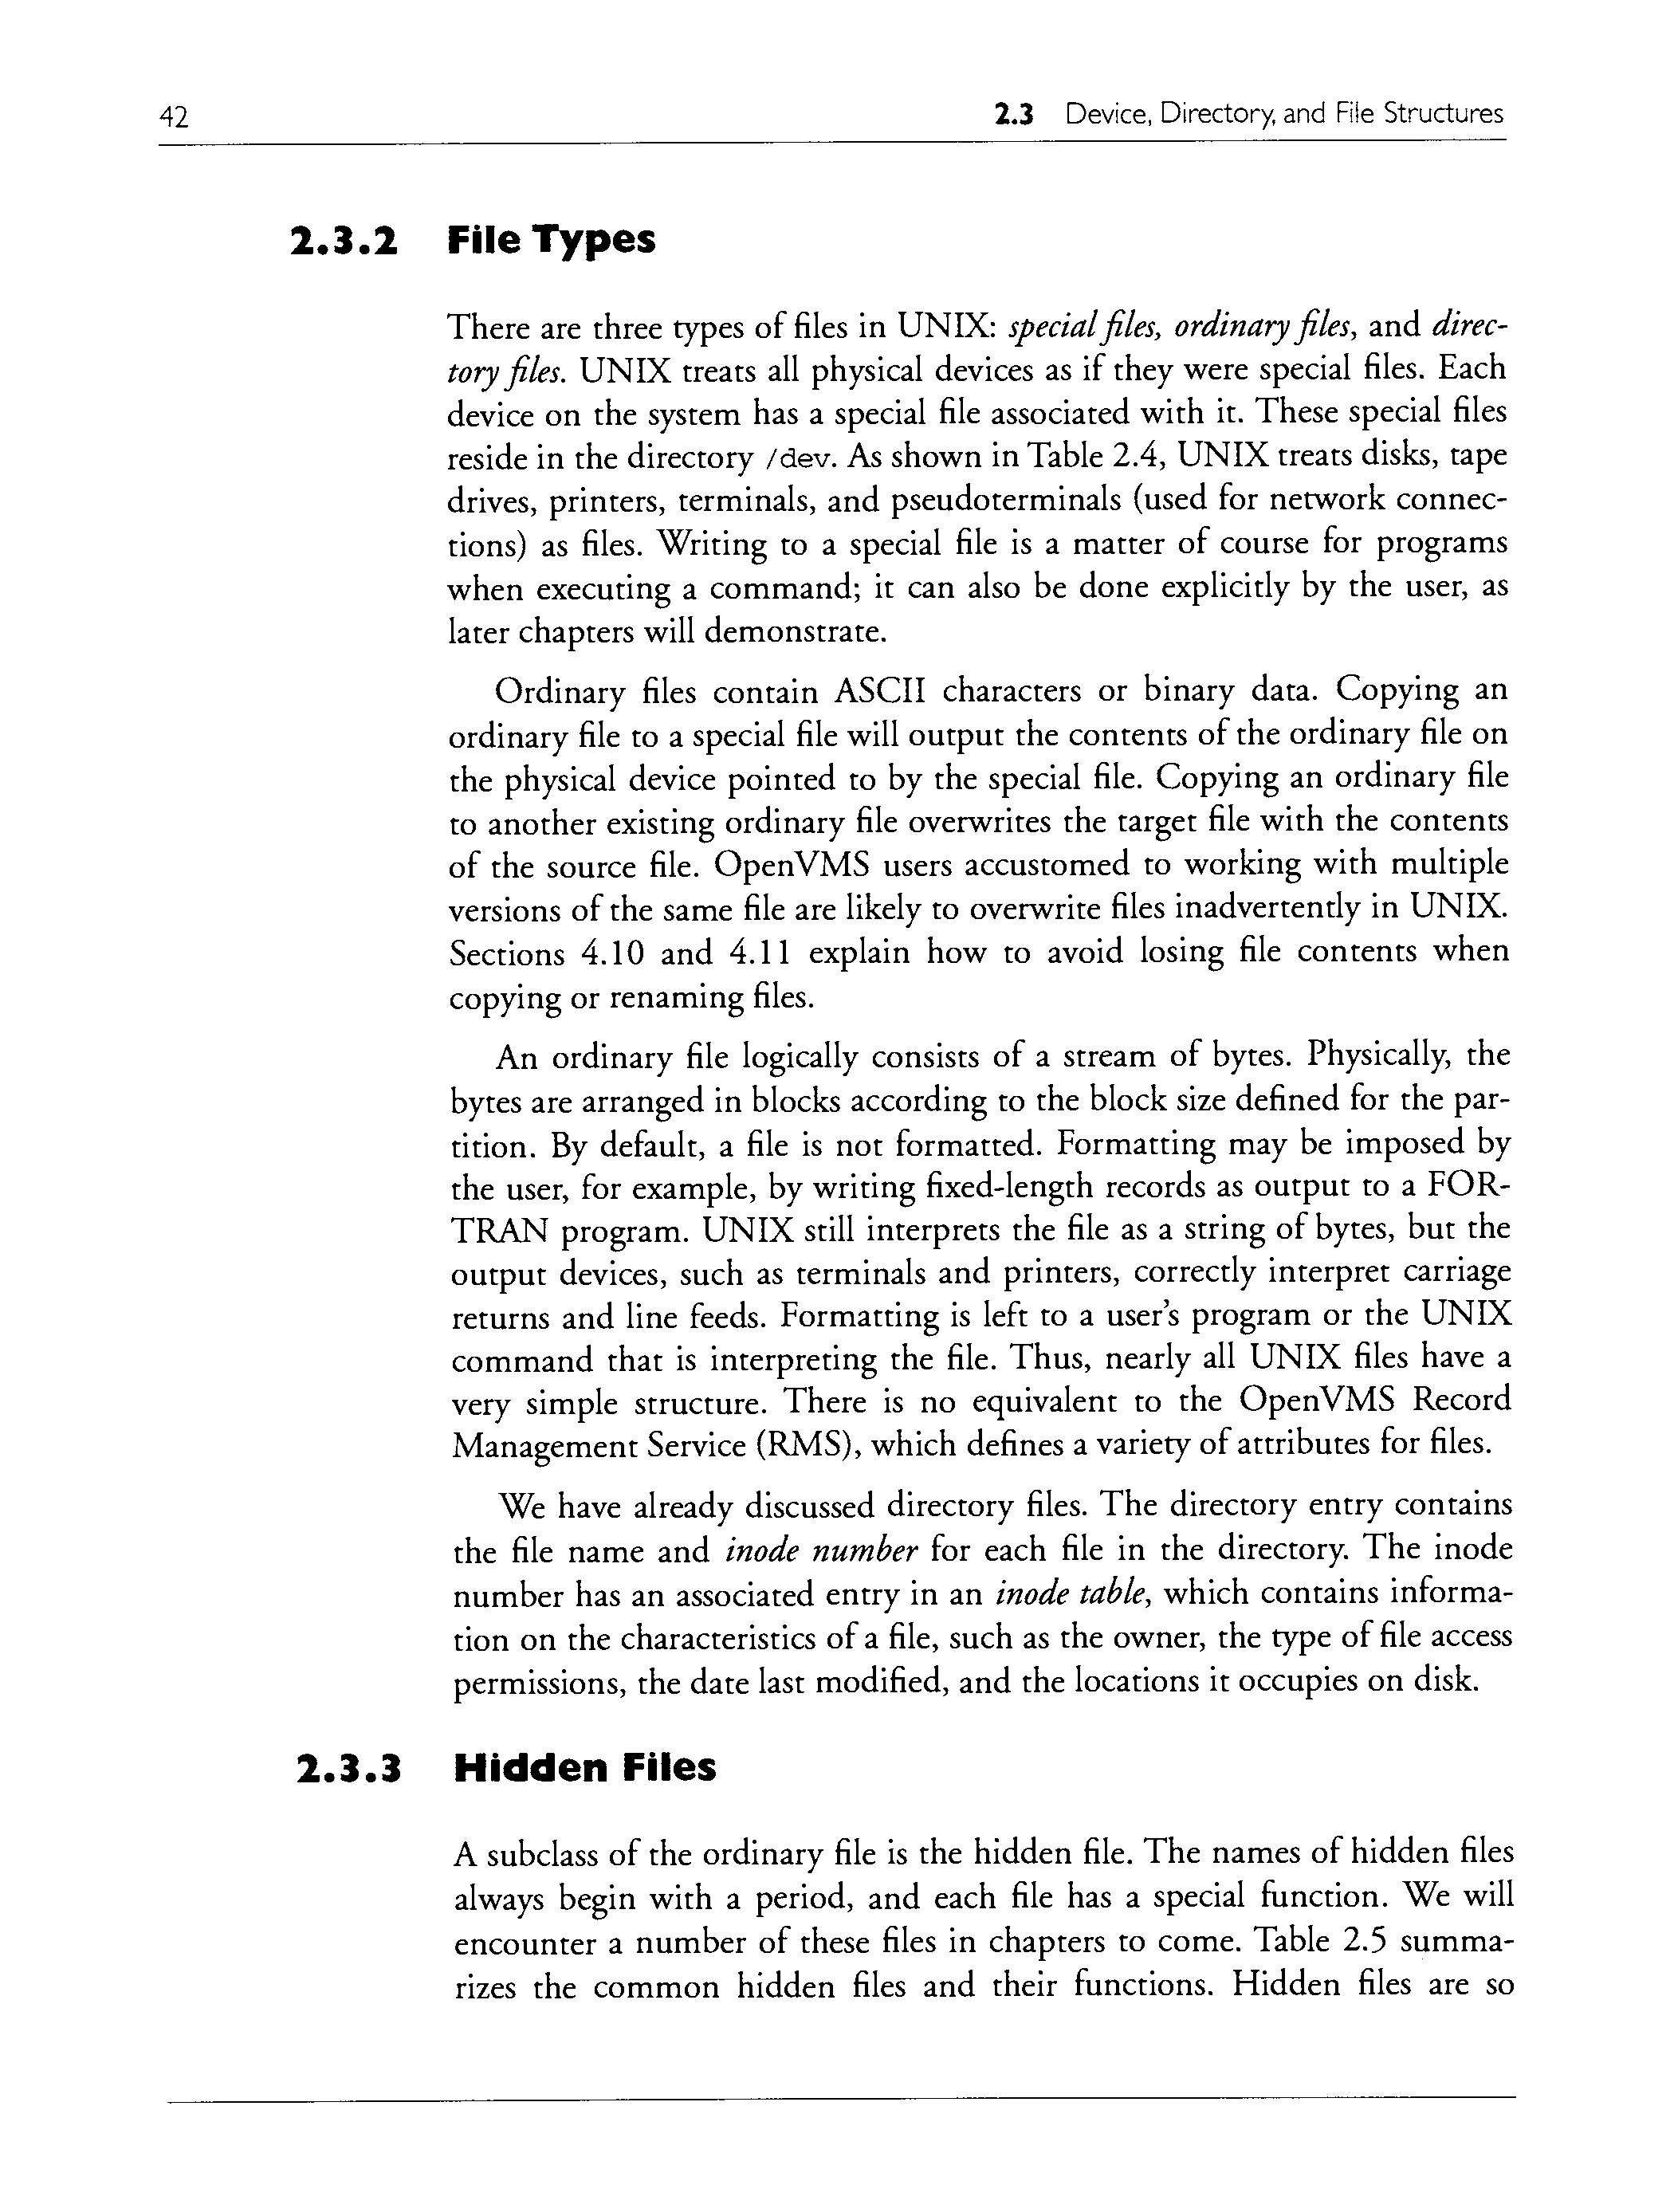 42
2.3 Device, Directory, and File Structures
2.3.2 File Types
There are three types of files in UNIX: special files, ordinary files, and direc-
tory files. UNIX treats all physical devices as if they were special files. Each
device on the system has a special file associated with it. These special files
reside in the directory /dev. As shown in Table 2.4, UNIX treats disks, tape
drives, printers, terminals, and pseudoterminals (used for network connec-
tions) as files. Writing to a special file is a matter of course for programs
when executing a command; it can also be done explicitly by the user, as
later chapters will demonstrate.
Ordinary files contain ASCII characters or binary data. Copying an
ordinary file to a special file will output the contents of the ordinary file on
the physical device pointed to by the special file. Copying an ordinary file
to another existing ordinary file overwrites the target file with the contents
of the source file. OpenVMS users accustomed to working with multiple
versions of the same file are likely to overwrite files inadvertently in UNIX.
Sections 4.10 and 4.11 explain how to avoid losing file contents when
copying or renaming files.
An ordinary file logically consists of a stream of bytes. Physically, the
bytes are arranged in blocks according to the block size defined for the par-
tition. By default, a file is not formatted. Formatting may be imposed by
the user, for example, by writing fixed-length records as output to a FOR-
TRAN program. UNIX still interprets the file as a string of bytes, but the
output devices, such as terminals and printers, correctly interpret carriage
returns and line feeds. Formatting is left to a user's program or the UNIX
command that is interpreting the file. Thus, nearly all UNIX files have a
very simple structure. There is no equivalent to the OpenVMS Record
Management Service (RMS), which defines a variety of attributes for files.
We have already discussed directory files. The directory entry contains
the file name and inode number for each file in the directory. The inode
number has an associated entry in an inode table, which contains informa-
tion on the characteristics of a file, such as the owner, the type of file access
permissions, the date last modified, and the locations it occupies on disk.
2.3.3 Hidden Files
A subclass of the ordinary file is the hidden file. The names of hidden files
always begin with a period, and each file has a special function. We will
encounter a number of these files in chapters to come. Table 2.5 summa-
rizes the common hidden files and their functions. Hidden files are so